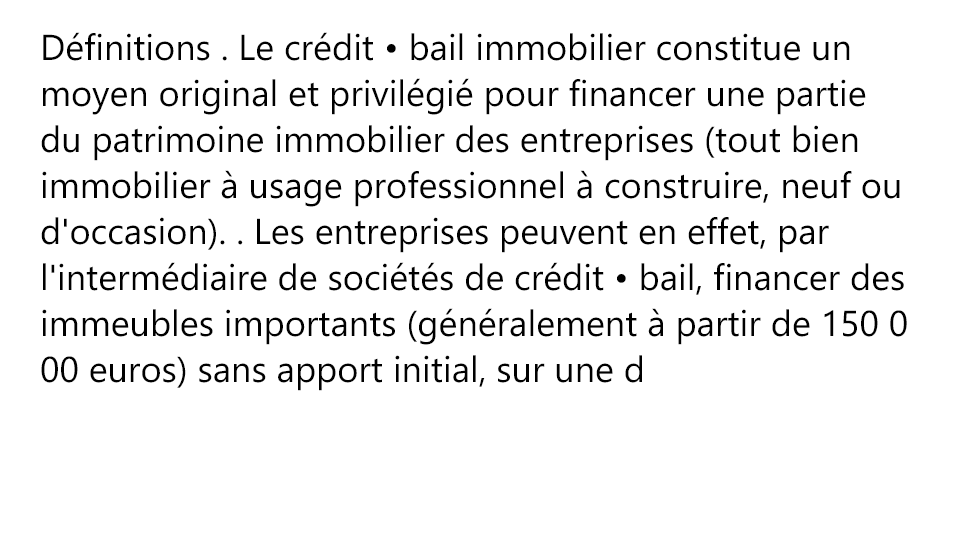 Définitions . Le crédit • bail immobilier constitue un
moyen original et privilégié pour financer une partie
du patrimoine immobilier des entreprises (tout bien
immobilier à usage professionnel à construire, neuf ou
d'occasion). . Les entreprises peuvent en effet, par
l'intermédiaire de sociétés de crédit • bail, financer des
immeubles importants (généralement à partir de 150 0
00 euros) sans apport initial, sur une d